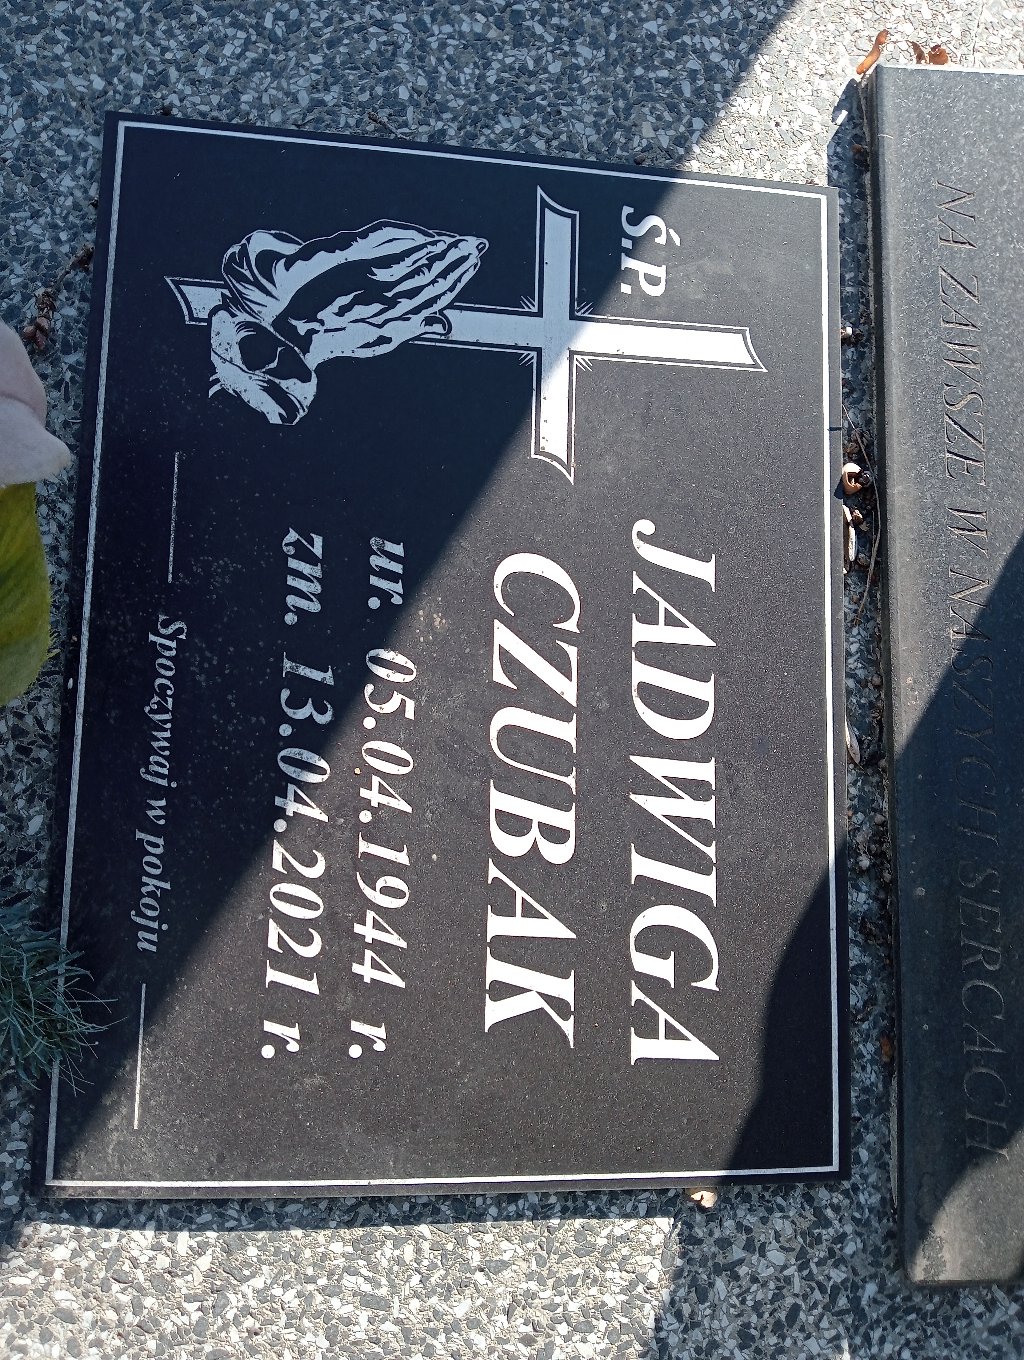 Ś.P.
JADWIGA
CZUBAK
ur. 05.04.1944 r.
zm. 13.04.2021 r.
Spoczywaj w pokoju
NA ZAWSZE W NASZYCH SERCACH